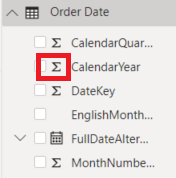 Order Date
CalendarQuar...
CalendarYear
DateKey
EnglishMonth...
FullDateAlter...
MonthNumbe...